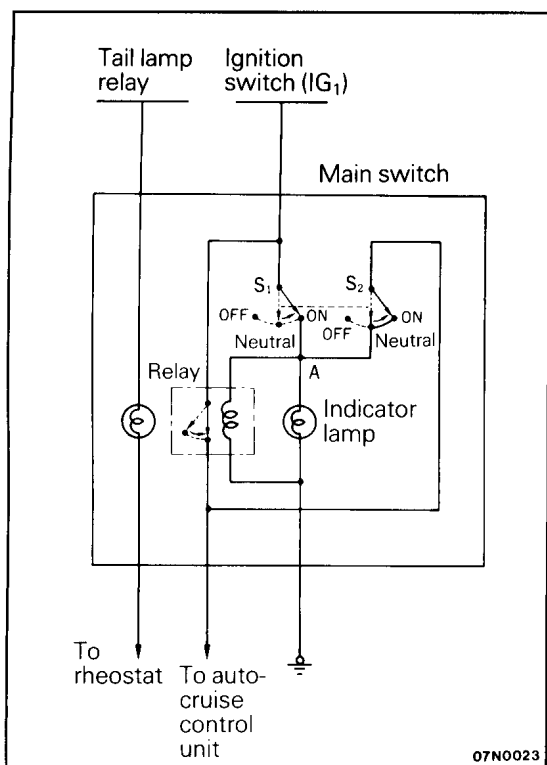 Tail lamp
relay
Ignition
switch (IG₁)
Main switch
S₁
S₂
OFF
ON
Neutral
OFF
ON
Neutral
Relay
A
Indicator
lamp
To
rheostat
To auto-
cruise
control
unit
07N0023